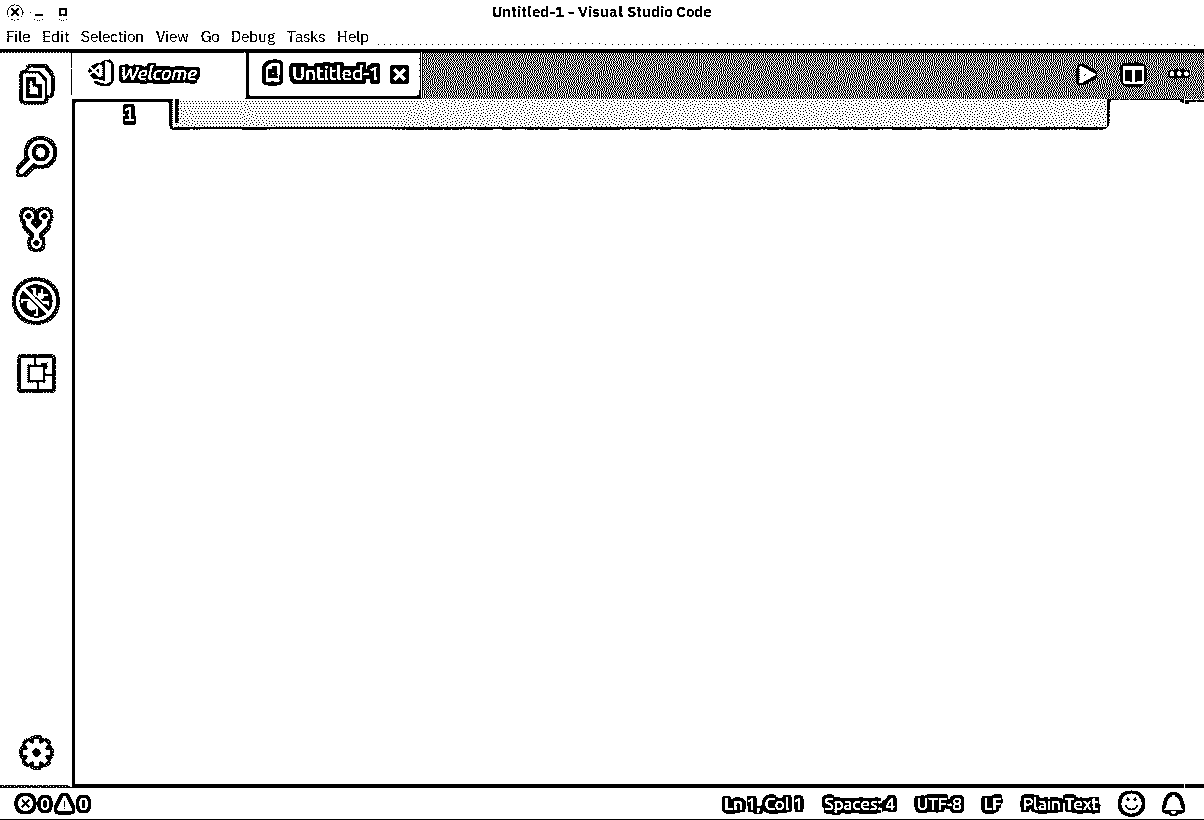 Untitled-1 - Visual Studio Code
File Edit Selection View Go Debug Tasks Help
Welcome Untitled-1
1
0 0 Ln 1, Col 1 Spaces: 4 UTF-8 LF Plain Text